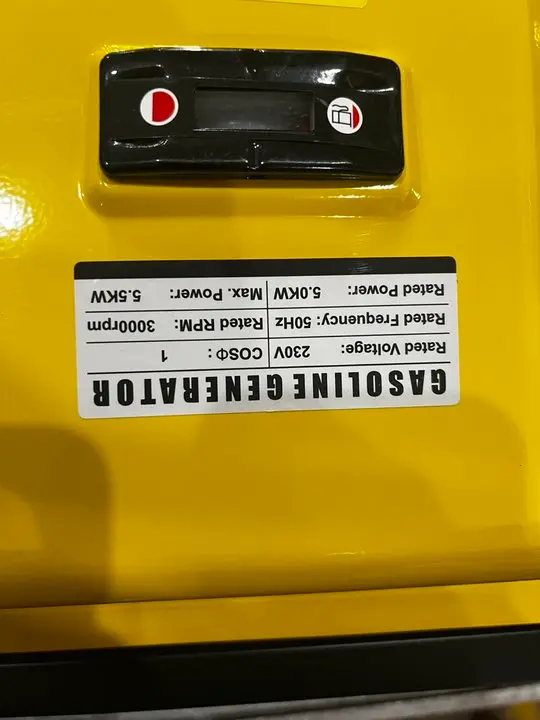 GASOLINE GENERATOR
Rated Voltage: 230V COSΦ: 1
Rated Frequency: 50Hz Rated RPM: 3000rpm
Rated Power: 5.0KW Max. Power: 5.5KW